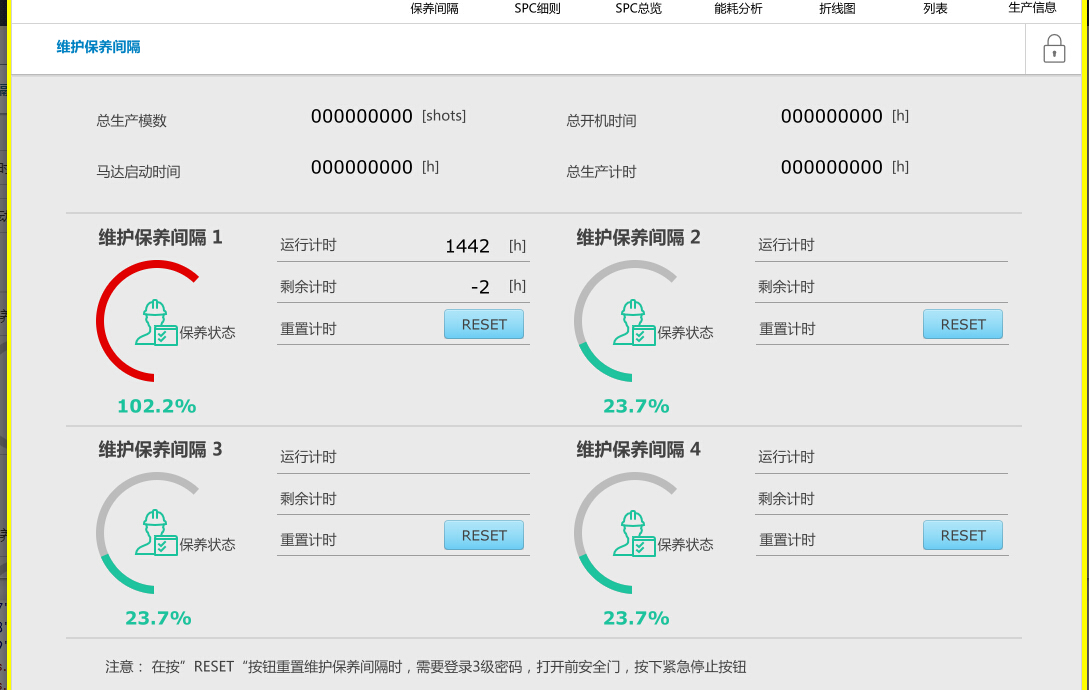 保养间隔 SPC细则 SPC总览 能耗分析 折线图 列表 生产信息
维护保养间隔
总生产模数 000000000 [shots] 总开机时间 000000000 [h]
马达启动时间 000000000 [h] 总生产计时 000000000 [h]
维护保养间隔 1
运行计时 1442 [h]
剩余计时 -2 [h]
保养状态
重置计时 RESET
102.2%
维护保养间隔 2
运行计时
剩余计时
保养状态
重置计时 RESET
23.7%
维护保养间隔 3
运行计时
剩余计时
保养状态
重置计时 RESET
23.7%
维护保养间隔 4
运行计时
剩余计时
保养状态
重置计时 RESET
23.7%
注意： 在按”RESET“按钮重置维护保养间隔时，需要登录3级密码，打开前安全门，按下紧急停止按钮